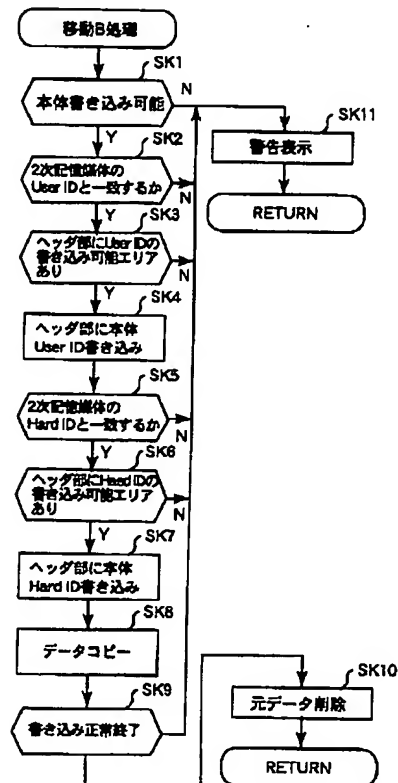 移動B処理
SK1
本体書き込み可能
N
Y
SK2
2次記憶媒体の
User IDと一致するか
N
Y
SK3
ヘッダ部にUser IDの
書き込み可能エリア
あり
N
Y
SK4
ヘッダ部に本体
User ID書き込み
SK5
2次記憶媒体の
Hard IDと一致するか
N
Y
SK6
ヘッダ部にHard IDの
書き込み可能エリア
あり
N
Y
SK7
ヘッダ部に本体
Hard ID書き込み
SK8
データコピー
SK9
書き込み正常終了
SK11
警告表示
RETURN
SK10
元データ削除
RETURN